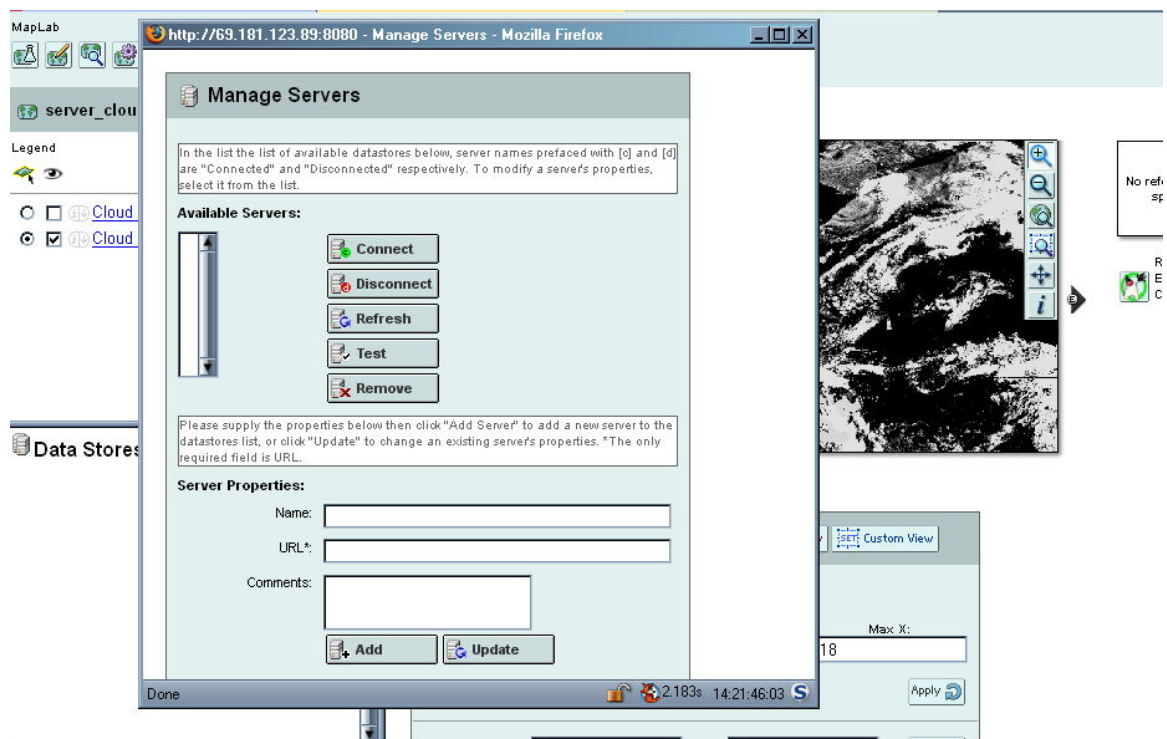 MapLab
http://69.181.123.89:8080 - Manage Servers - Mozilla Firefox
Manage Servers
server_clou
Legend
In the list the list of available datastores below, server names prefaced with [c] and [d]
are "Connected" and "Disconnected" respectively. To modify a server's properties,
select it from the list.
Available Servers:
Cloud
Cloud
Connect
Disconnect
Refresh
Test
Remove
No refe
sp
R
E
C
E
i
Please supply the properties below then click "Add Server" to add a new server to the
datastores list, or click "Update" to change an existing server's properties. *The only
required field is URL.
Data Stores
Server Properties:
Name:
URL*:
Comments:
Add
Update
SET Custom View
Max X:
18
Apply
Done
2.183s
14:21:46:03
S